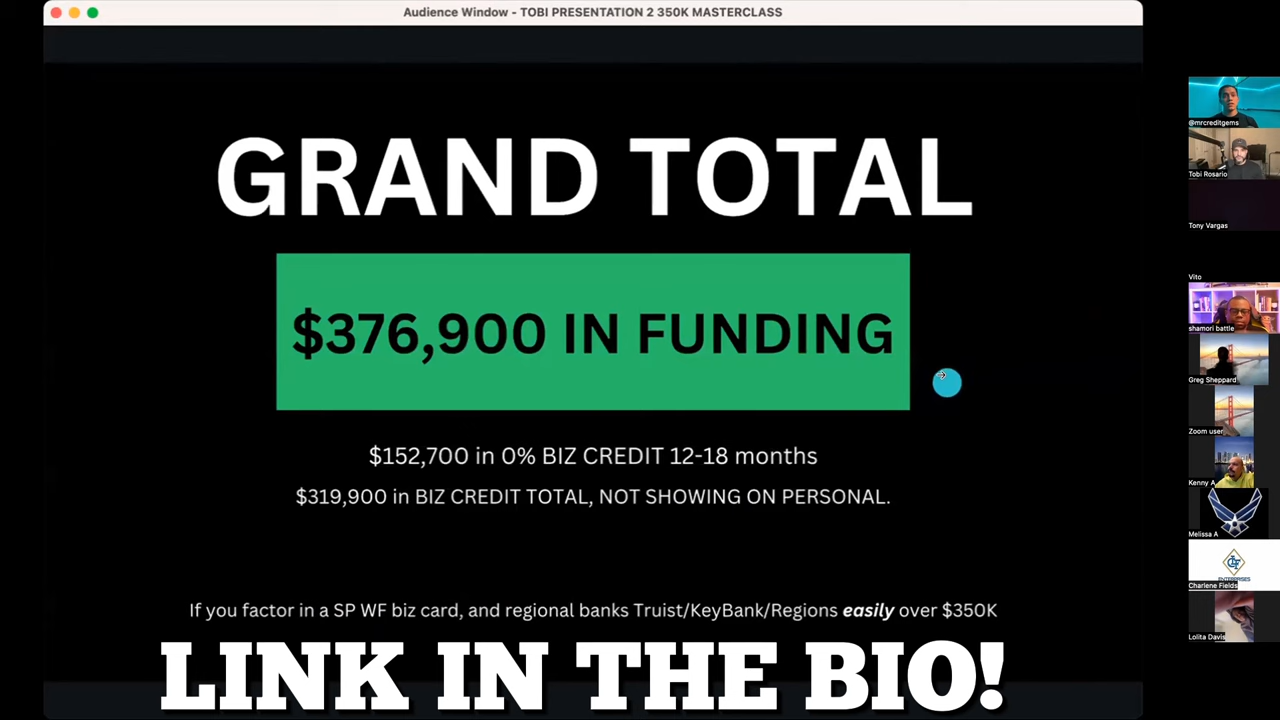 Audience Window - TOBI PRESENTATION 2 350K MASTERCLASS
GRAND TOTAL
$376,900 IN FUNDING
$152,700 in 0% BIZ CREDIT 12-18 months
$319,900 in BIZ CREDIT TOTAL, NOT SHOWING ON PERSONAL.
If you factor in a SP WF biz card, and regional banks Truist/KeyBank/Regions easily over $350K
LINK IN THE BIO!
@mrcreditgems
Tobi Rosario
Tony Vargas
Vito
shamori battle
Greg Sheppard
Zoom user
Kenny A
Melissa A
Charlene Fields
Lolita Davis